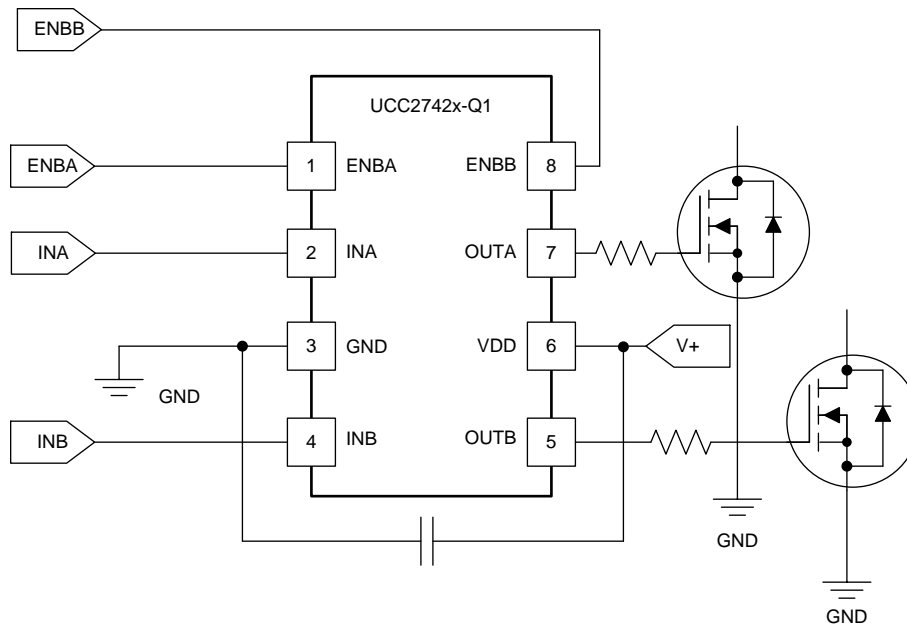 ENBB
UCC2742x-Q1
ENBA
1
ENBA
ENBB
8
INA
2
INA
OUTA
7
3
GND
VDD
6
V+
GND
INB
4
INB
OUTB
5
GND
GND